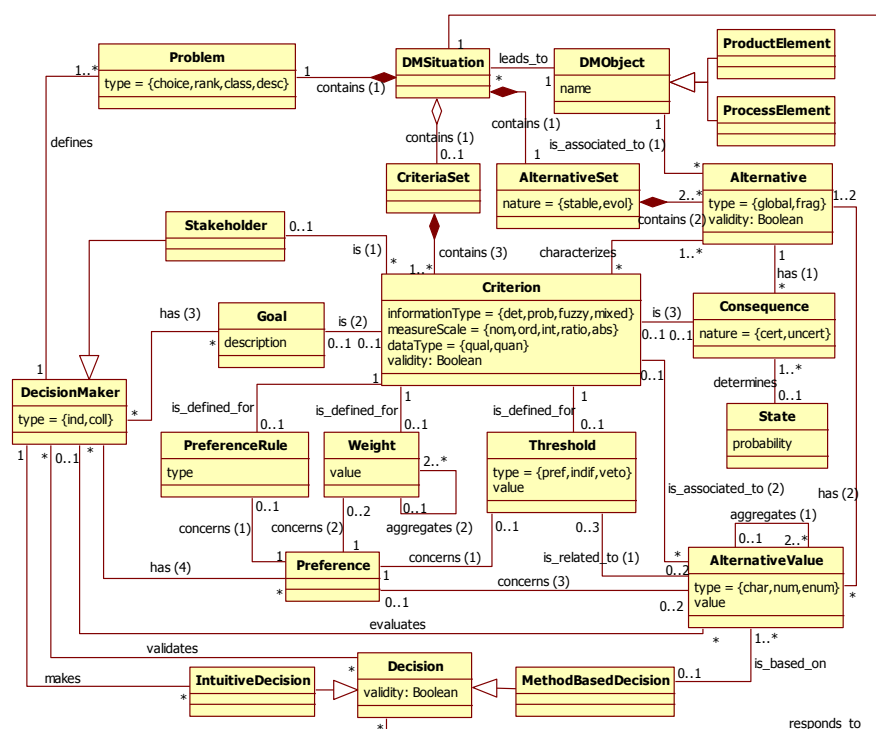 Problem
type = {choice,rank,class,desc}
DMSituation
DMObject
name
ProductElement
ProcessElement
1..*
1
contains (1)
1
leads_to
*
1
contains (1)
0..1
contains (1)
1
1
is_associated_to (1)
*
defines
CriteriaSet
AlternativeSet
nature = {stable,evol}
2..*
contains (2)
Alternative
type = {global,frag}
validity: Boolean
1..2
Stakeholder
0..1
is (1)
*
contains (3)
1..*
characterizes
*
1..*
1
has (1)
*
Criterion
informationType = {det,prob,fuzzy,mixed}
measureScale = {nom,ord,int,ratio,abs}
dataType = {qual,quan}
validity: Boolean
has (3)
Goal
description
*
is (2)
0..1
0..1
is (3)
0..1
0..1
Consequence
nature = {cert,uncert}
1..*
determines
0..1
State
probability
1
DecisionMaker
type = {ind,coll}
*
1
is_defined_for
0..1
1
is_defined_for
0..1
1
is_defined_for
0..1
0..1
PreferenceRule
type
Weight
value
2..*
0..1
aggregates (2)
Threshold
type = {pref,indif,veto}
value
1
*
0..1
*
0..1
concerns (1)
1
0..2
concerns (2)
1
0..1
concerns (1)
1
0..3
is_related_to (1)
0..2
is_associated_to (2)
*
has (2)
*
aggregates (1)
0..1
2..*
AlternativeValue
type = {char,num,enum}
value
has (4)
*
Preference
0..1
concerns (3)
0..2
evaluates
*
1..*
is_based_on
0..1
validates
*
makes
*
IntuitiveDecision
Decision
validity: Boolean
MethodBasedDecision
*
responds to